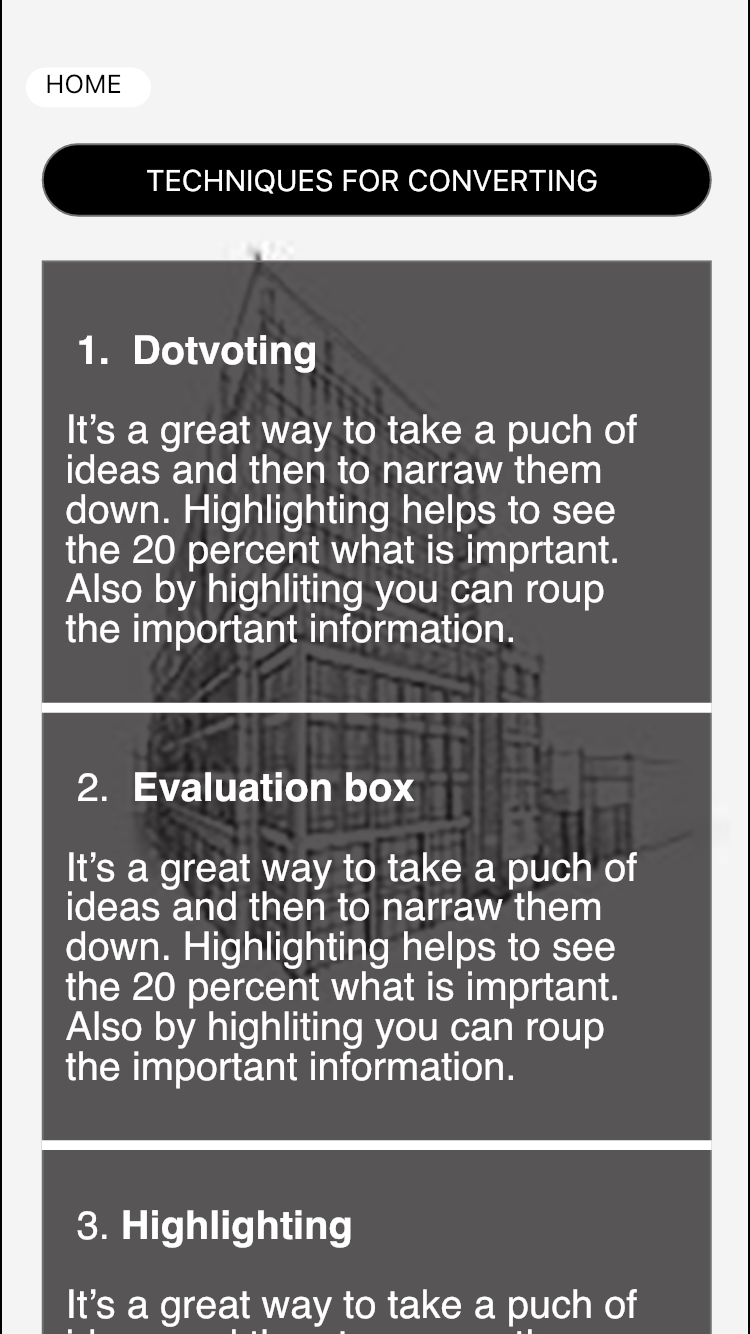 HOME
TECHNIQUES FOR CONVERTING
1. Dotvoting
It’s a great way to take a puch of
ideas and then to narraw them
down. Highlighting helps to see
the 20 percent what is imprtant.
Also by highliting you can roup
the important information.
2. Evaluation box
It’s a great way to take a puch of
ideas and then to narraw them
down. Highlighting helps to see
the 20 percent what is imprtant.
Also by highliting you can roup
the important information.
3. Highlighting
It’s a great way to take a puch of